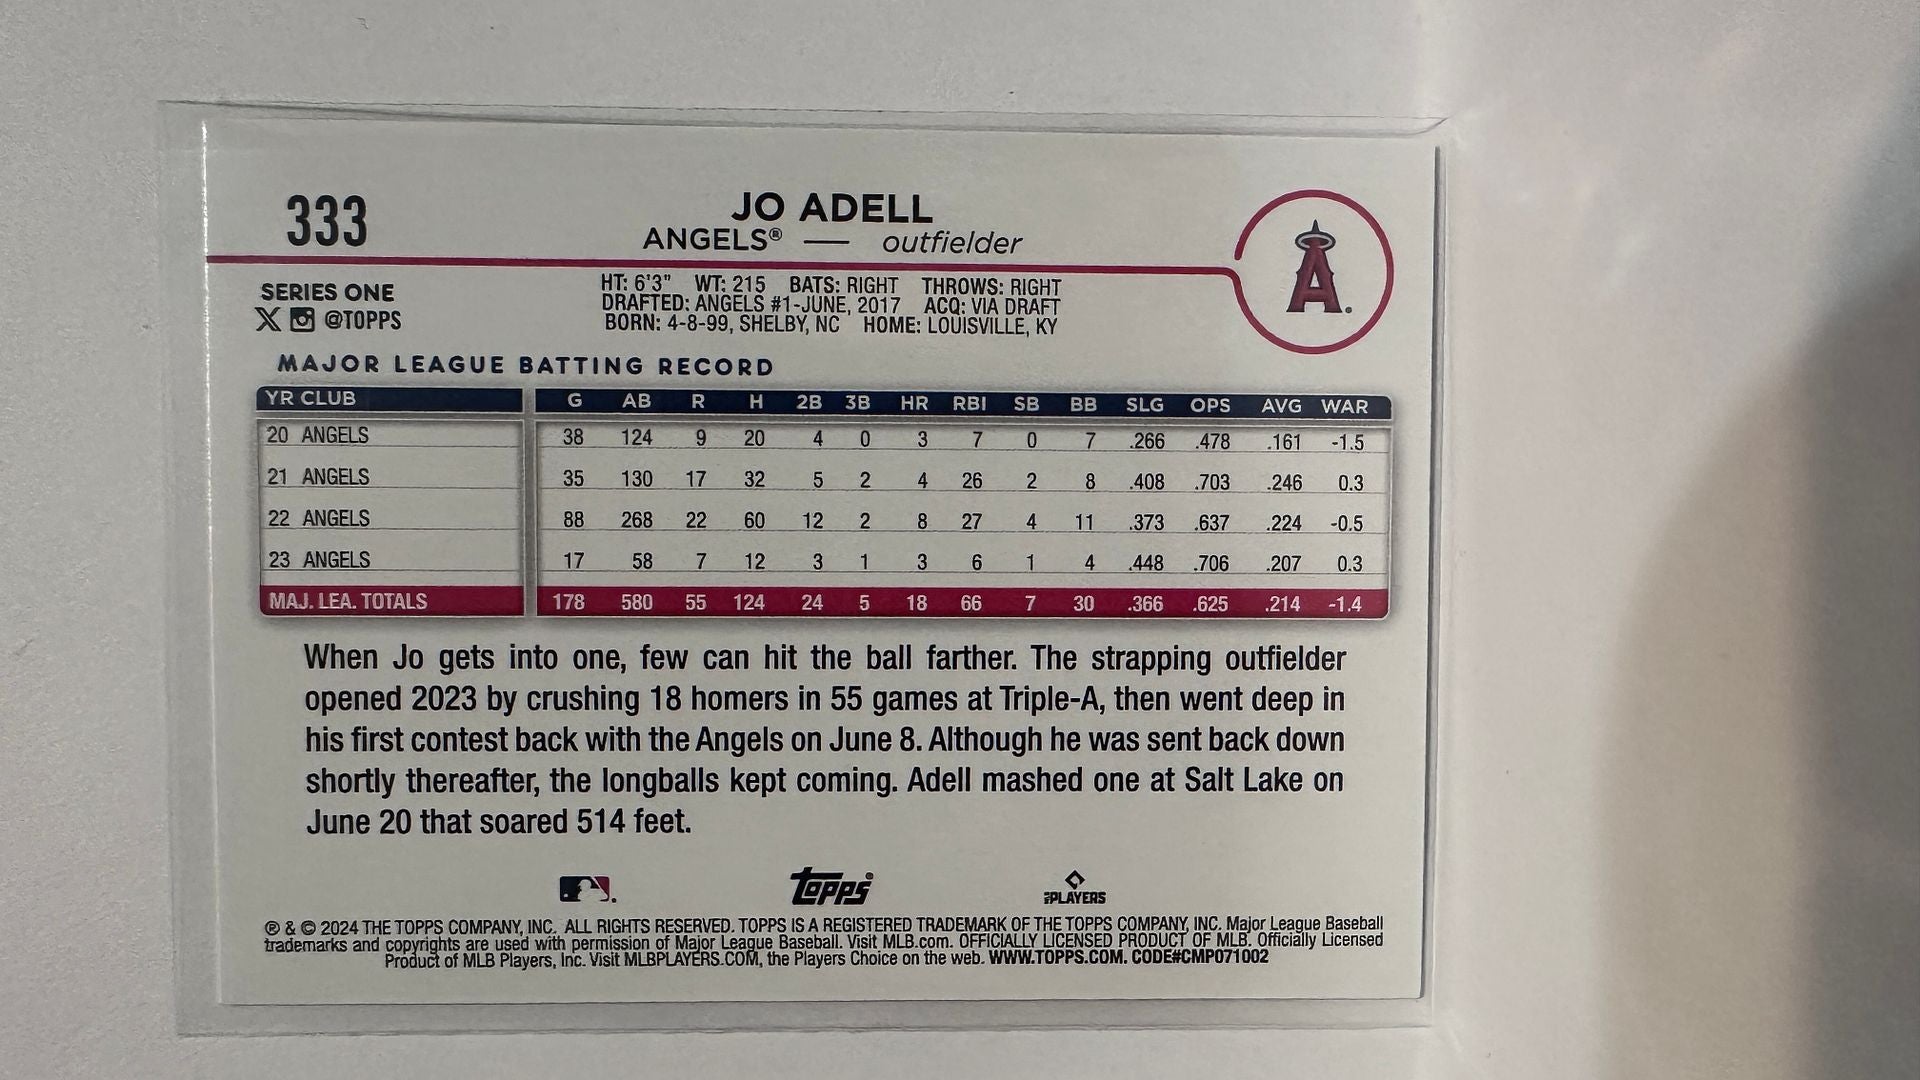 333
JO ADELL
ANGELS® — outfielder
A.
SERIES ONE
X @TOPPS
HT: 6'3" WT: 215 BATS: RIGHT THROWS: RIGHT
DRAFTED: ANGELS #1-JUNE, 2017 ACQ: VIA DRAFT
BORN: 4-8-99, SHELBY, NC HOME: LOUISVILLE, KY
MAJOR LEAGUE BATTING RECORD
YR CLUB G AB R H 2B 3B HR RBI SB BB SLG OPS AVG WAR
20 ANGELS 38 124 9 20 4 0 3 7 0 7 .266 .478 .161 -1.5
21 ANGELS 35 130 17 32 5 2 4 26 2 8 .408 .703 .246 0.3
22 ANGELS 88 268 22 60 12 2 8 27 4 11 .373 .637 .224 -0.5
23 ANGELS 17 58 7 12 3 1 3 6 1 4 .448 .706 .207 0.3
MAJ. LEA. TOTALS 178 580 55 124 24 5 18 66 7 30 .366 .625 .214 -1.4
When Jo gets into one, few can hit the ball farther. The strapping outfielder
opened 2023 by crushing 18 homers in 55 games at Triple-A, then went deep in
his first contest back with the Angels on June 8. Although he was sent back down
shortly thereafter, the longballs kept coming. Adell mashed one at Salt Lake on
June 20 that soared 514 feet.
Topps PLAYERS
® & © 2024 THE TOPPS COMPANY, INC. ALL RIGHTS RESERVED. TOPPS IS A REGISTERED TRADEMARK OF THE TOPPS COMPANY, INC. Major League Baseball
trademarks and copyrights are used with permission of Major League Baseball. Visit MLB.com. OFFICIALLY LICENSED PRODUCT OF MLB. Officially Licensed
Product of MLB Players, Inc. Visit MLBPLAYERS.COM, the Players Choice on the web. WWW.TOPPS.COM. CODE#CMP071002